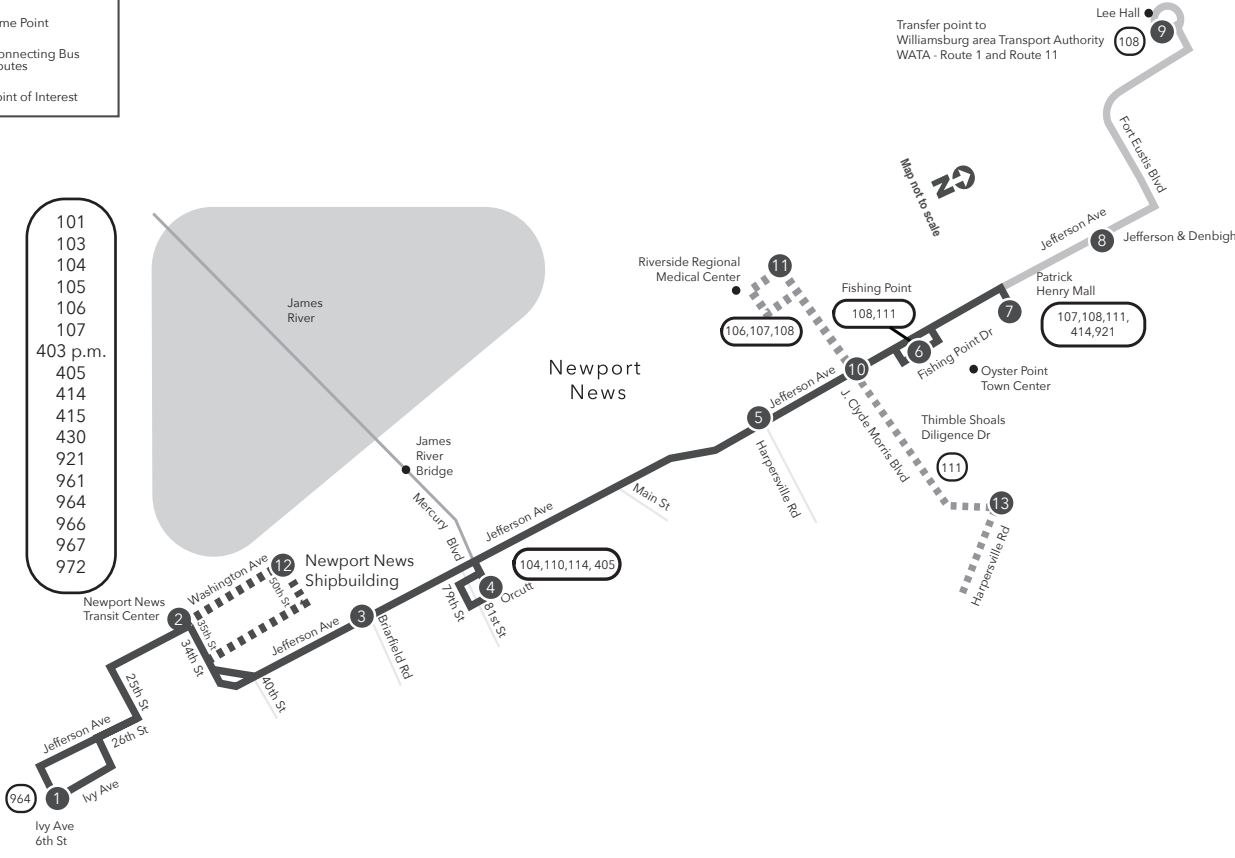 me Point
onnecting Bus
outes
oint of Interest
Lee Hall
9
Transfer point to
Williamsburg area Transport Authority
WATA - Route 1 and Route 11
108
Fort Eustis Blvd
Map not to scale
N
Jefferson Ave
8
Jefferson & Denbigh
101
103
104
105
106
107
403 p.m.
405
414
415
430
921
961
964
966
967
972
James
River
Riverside Regional
Medical Center
11
106,107,108
Fishing Point
108,111
Patrick
Henry Mall
7
107,108,111,
414,921
6
Fishing Point Dr
Oyster Point
Town Center
10
Jefferson Ave
5
J. Clyde Morris Blvd
Thimble Shoals
Diligence Dr
111
13
Harpersville Rd
Harpersville Rd
Newport
News
James
River
Bridge
Mercury Blvd
Main St
Jefferson Ave
104,110,114, 405
4
Orcutt
79th St
81st St
Newport News
Shipbuilding
12
Washington Ave
50th St
35th St
Newport News
Transit Center
2
34th St
Jefferson Ave
3
Briarfield Rd
40th St
25th St
Jefferson Ave
26th St
964
1
Ivy Ave
Ivy Ave
6th St